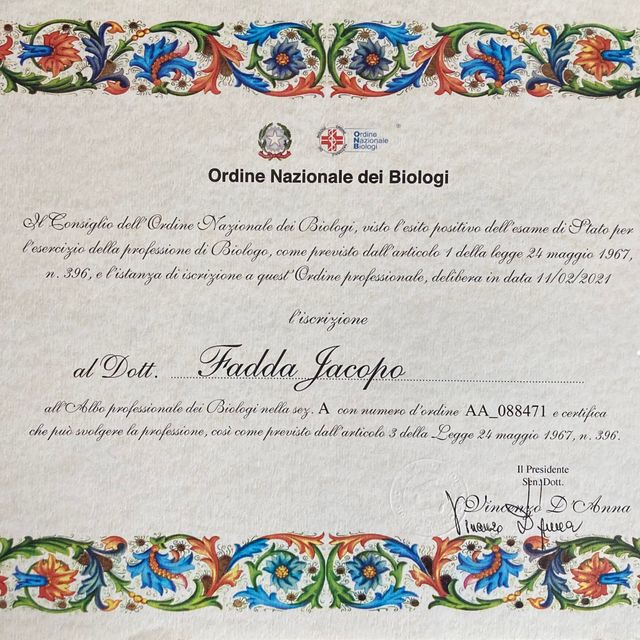 Ordine
Nazionale
Biologi
Ordine Nazionale dei Biologi
Il Consiglio dell'Ordine Nazionale dei Biologi, visto l'esito positivo dell'esame di Stato per
l'esercizio della professione di Biologo, come previsto dall'articolo 1 della legge 24 maggio 1967,
n. 396, e l'istanza di iscrizione a quest'Ordine professionale, delibera in data 11/02/2021
l'iscrizione
al Dott. Fadda Jacopo
all'Albo professionale dei Biologi nella sez. A con numero d'ordine AA_088471 e certifica
che può svolgere la professione, così come previsto dall'articolo 3 della Legge 24 maggio 1967, n. 396.
Il Presidente
Sen. Dott.
Vincenzo D'Anna
Vincenzo D'Anna